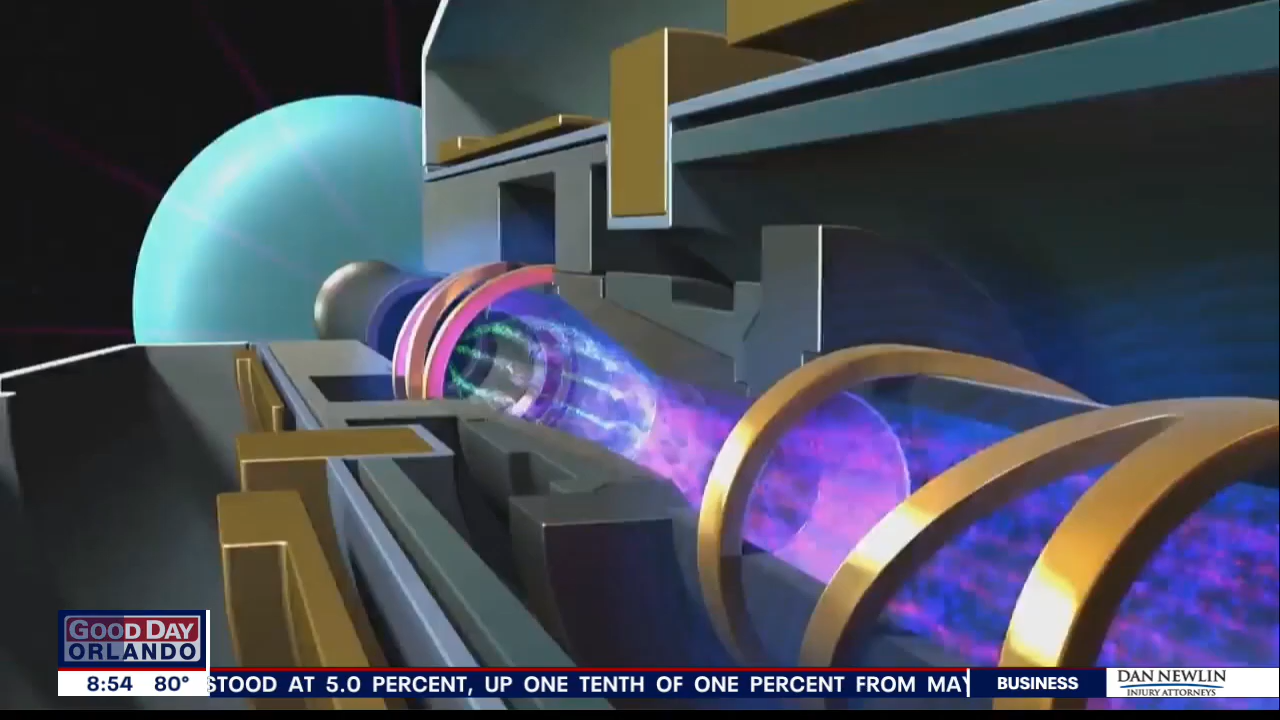 GOOD DAY
ORLANDO
8:54 80° STOOD AT 5.0 PERCENT, UP ONE TENTH OF ONE PERCENT FROM MAY BUSINESS
DAN NEWLIN
INJURY ATTORNEYS